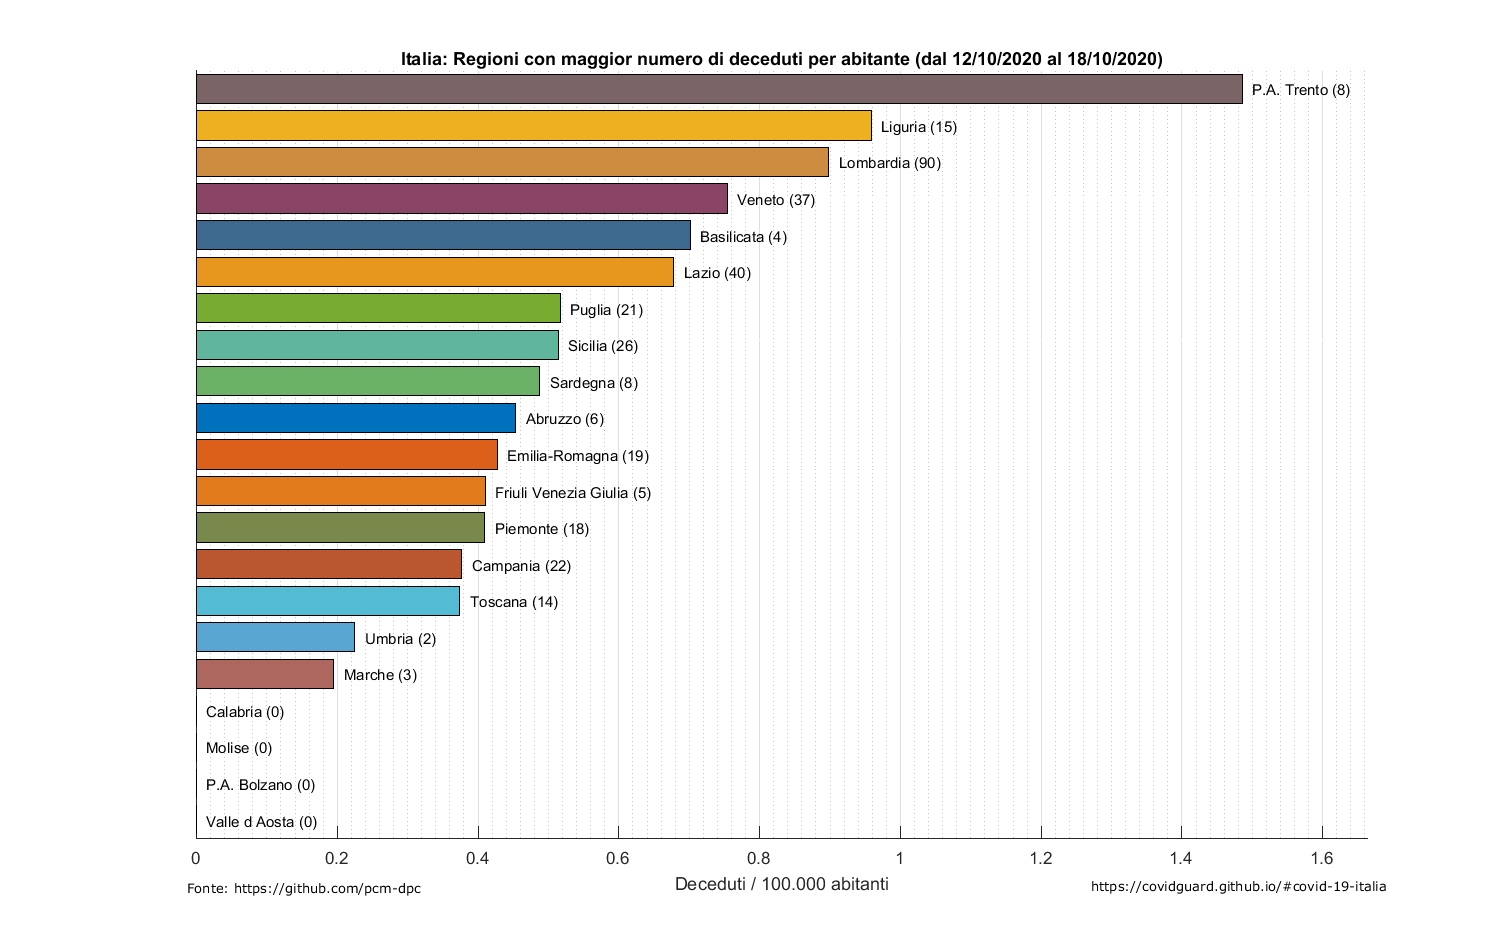 Italia: Regioni con maggior numero di deceduti per abitante (dal 12/10/2020 al 18/10/2020)
P.A. Trento (8)
Liguria (15)
Lombardia (90)
Veneto (37)
Basilicata (4)
Lazio (40)
Puglia (21)
Sicilia (26)
Sardegna (8)
Abruzzo (6)
Emilia-Romagna (19)
Friuli Venezia Giulia (5)
Piemonte (18)
Campania (22)
Toscana (14)
Umbria (2)
Marche (3)
Calabria (0)
Molise (0)
P.A. Bolzano (0)
Valle d Aosta (0)
0 0.2 0.4 0.6 0.8 1 1.2 1.4 1.6
Deceduti / 100.000 abitanti
Fonte: https://github.com/pcm-dpc
https://covidguard.github.io/#covid-19-italia